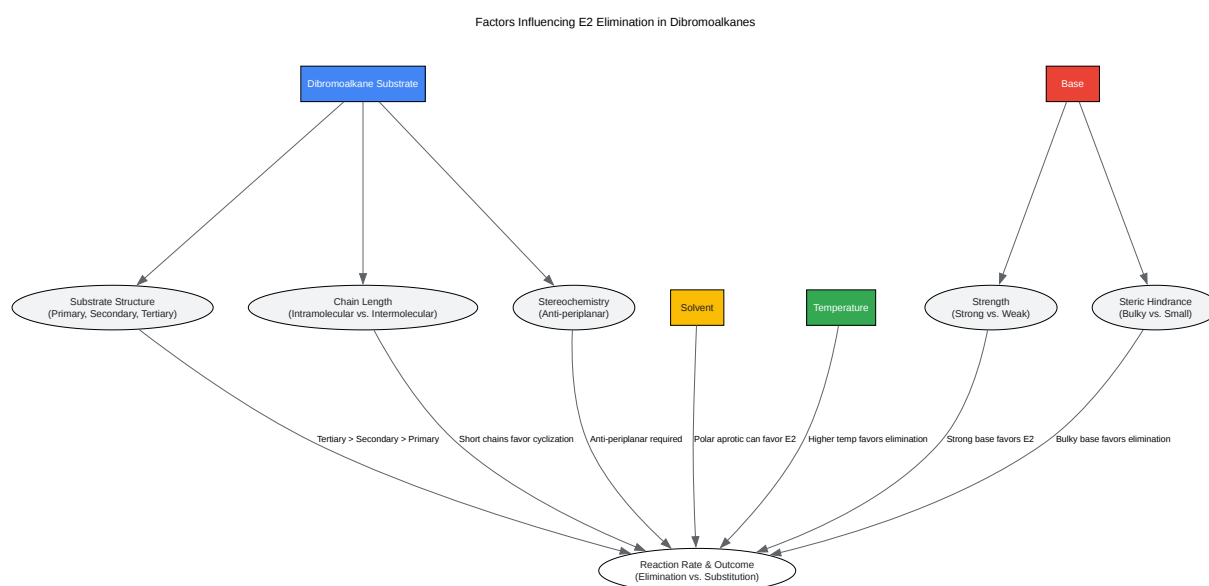 Factors Influencing E2 Elimination in Dibromoalkanes
Dibromoalkane Substrate
Base
Substrate Structure
(Primary, Secondary, Tertiary)
Chain Length
(Intramolecular vs. Intermolecular)
Stereochemistry
(Anti-periplanar)
Solvent
Temperature
Strength
(Strong vs. Weak)
Steric Hindrance
(Bulky vs. Small)
Tertiary > Secondary > Primary
Short chains favor cyclization
Anti-periplanar required
Polar aprotic can favor E2
Higher temp favors elimination
Strong base favors E2
Bulky base favors elimination
Reaction Rate & Outcome
(Elimination vs. Substitution)